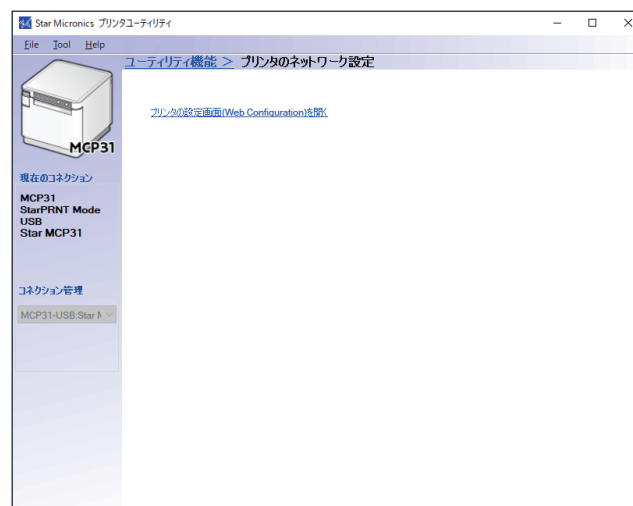 Star Micronics プリンタユーティリティ
File Tool Help
ユーティリティ機能 > プリンタのネットワーク設定
プリンタの設定画面(Web Configuration)を開く
MCP31
現在のコネクション
MCP31
StarPRNT Mode
USB
Star MCP31
コネクション管理
MCP31-USB:Star M